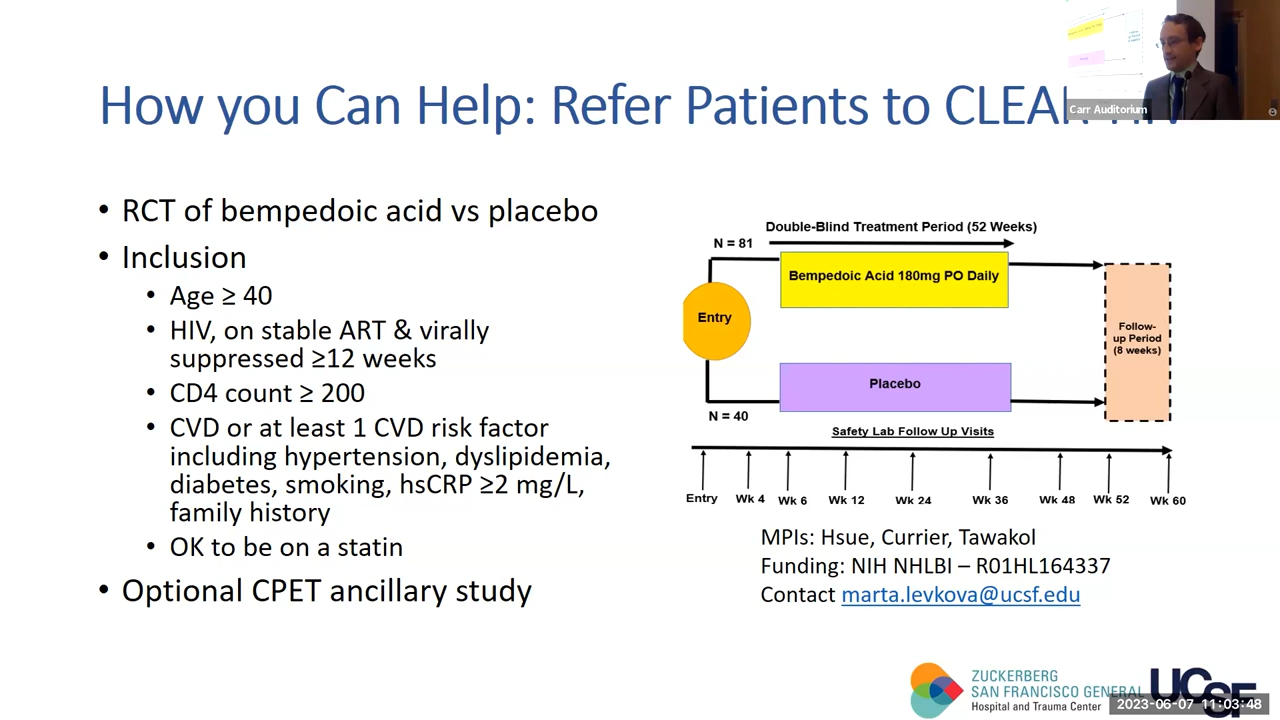 How you Can Help: Refer Patients to CLEAR
Carr Auditorium
• RCT of bempedoic acid vs placebo
• Inclusion
• Age ≥ 40
• HIV, on stable ART & virally
suppressed ≥12 weeks
• CD4 count ≥ 200
• CVD or at least 1 CVD risk factor
including hypertension, dyslipidemia,
diabetes, smoking, hsCRP ≥2 mg/L,
family history
• OK to be on a statin
• Optional CPET ancillary study
Double-Blind Treatment Period (52 Weeks)
N = 81
Bempedoic Acid 180mg PO Daily
Entry
Follow-
up Period
(8 weeks)
Placebo
N = 40
Safety Lab Follow Up Visits
Entry Wk 4 Wk 6 Wk 12 Wk 24 Wk 36 Wk 48 Wk 52 Wk 60
MPIs: Hsue, Currier, Tawakol
Funding: NIH NHLBI – R01HL164337
Contact marta.levkova@ucsf.edu
ZUCKERBERG
SAN FRANCISCO GENERAL
Hospital and Trauma Center
UCSF
2023-06-07 11:03:48